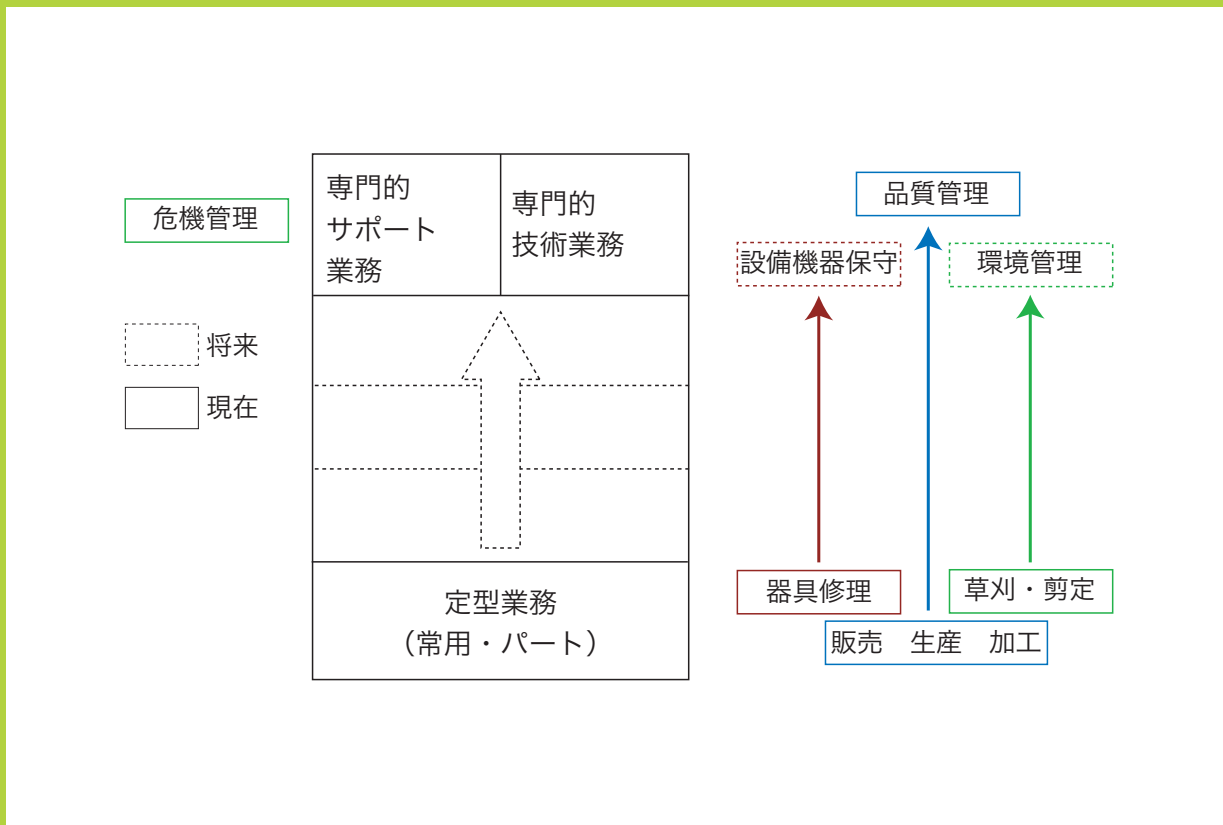 危機管理
将来
現在
専門的
サポート
業務
専門的
技術業務
定型業務
（常用・パート）
品質管理
設備機器保守
環境管理
器具修理
草刈・剪定
販売　生産　加工